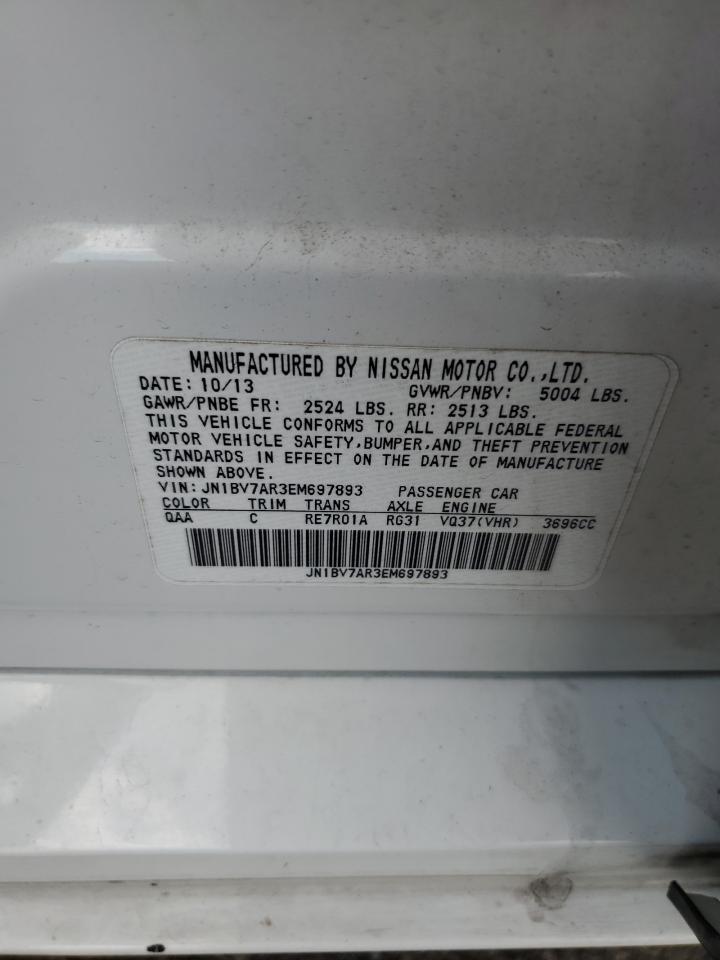 MANUFACTURED BY NISSAN MOTOR CO.,LTD.
DATE: 10/13 GVWR/PNBV: 5004 LBS.
GAWR/PNBE FR: 2524 LBS. RR: 2513 LBS.
THIS VEHICLE CONFORMS TO ALL APPLICABLE FEDERAL
MOTOR VEHICLE SAFETY,BUMPER,AND THEFT PREVENTION
STANDARDS IN EFFECT ON THE DATE OF MANUFACTURE
SHOWN ABOVE.
VIN: JN1BV7AR3EM697893 PASSENGER CAR
COLOR TRIM TRANS AXLE ENGINE
QAA C RE7R01A RG31 VQ37(VHR) 3696CC
JN1BV7AR3EM697893